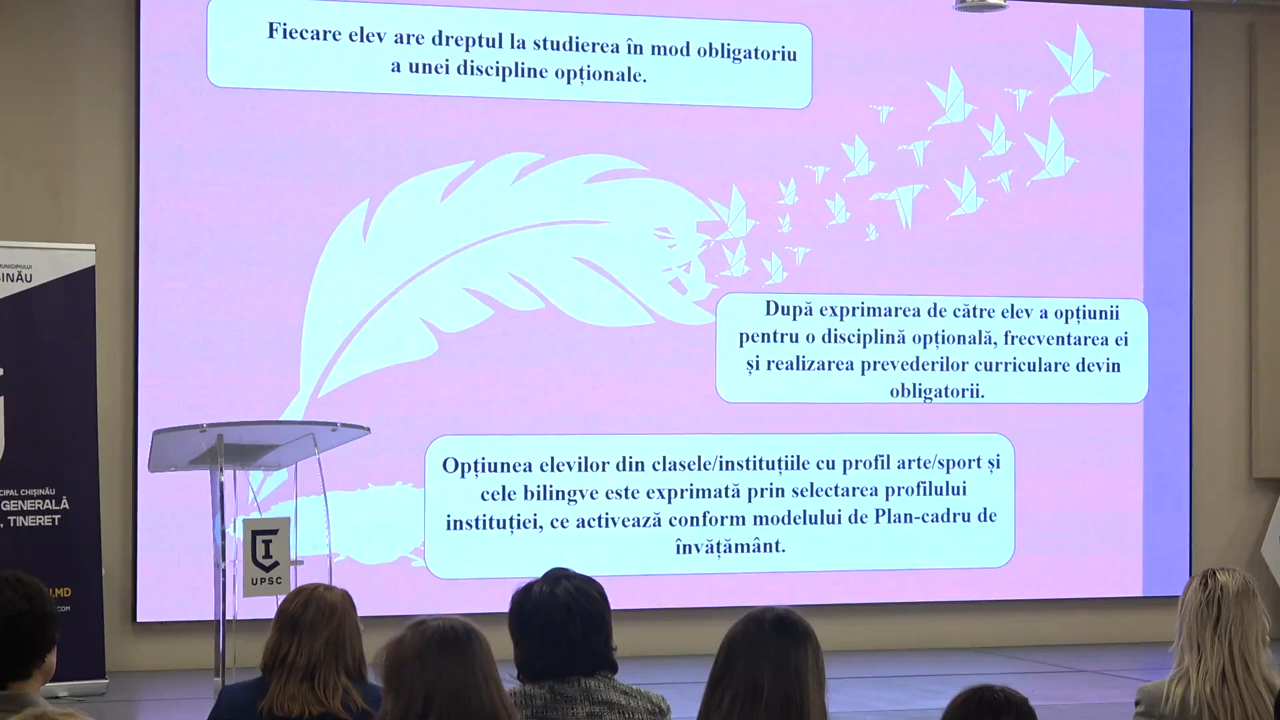 Fiecare elev are dreptul la studierea în mod obligatoriu
a unei discipline opționale.
După exprimarea de către elev a opțiunii
pentru o disciplină opțională, frecventarea ei
și realizarea prevederilor curriculare devin
obligatorii.
Opțiunea elevilor din clasele/instituțiile cu profil arte/sport și
cele bilingve este exprimată prin selectarea profilului
instituției, ce activează conform modelului de Plan-cadru de
învățământ.
UPSC
GENERALĂ
, TINERET
.MD
.COM